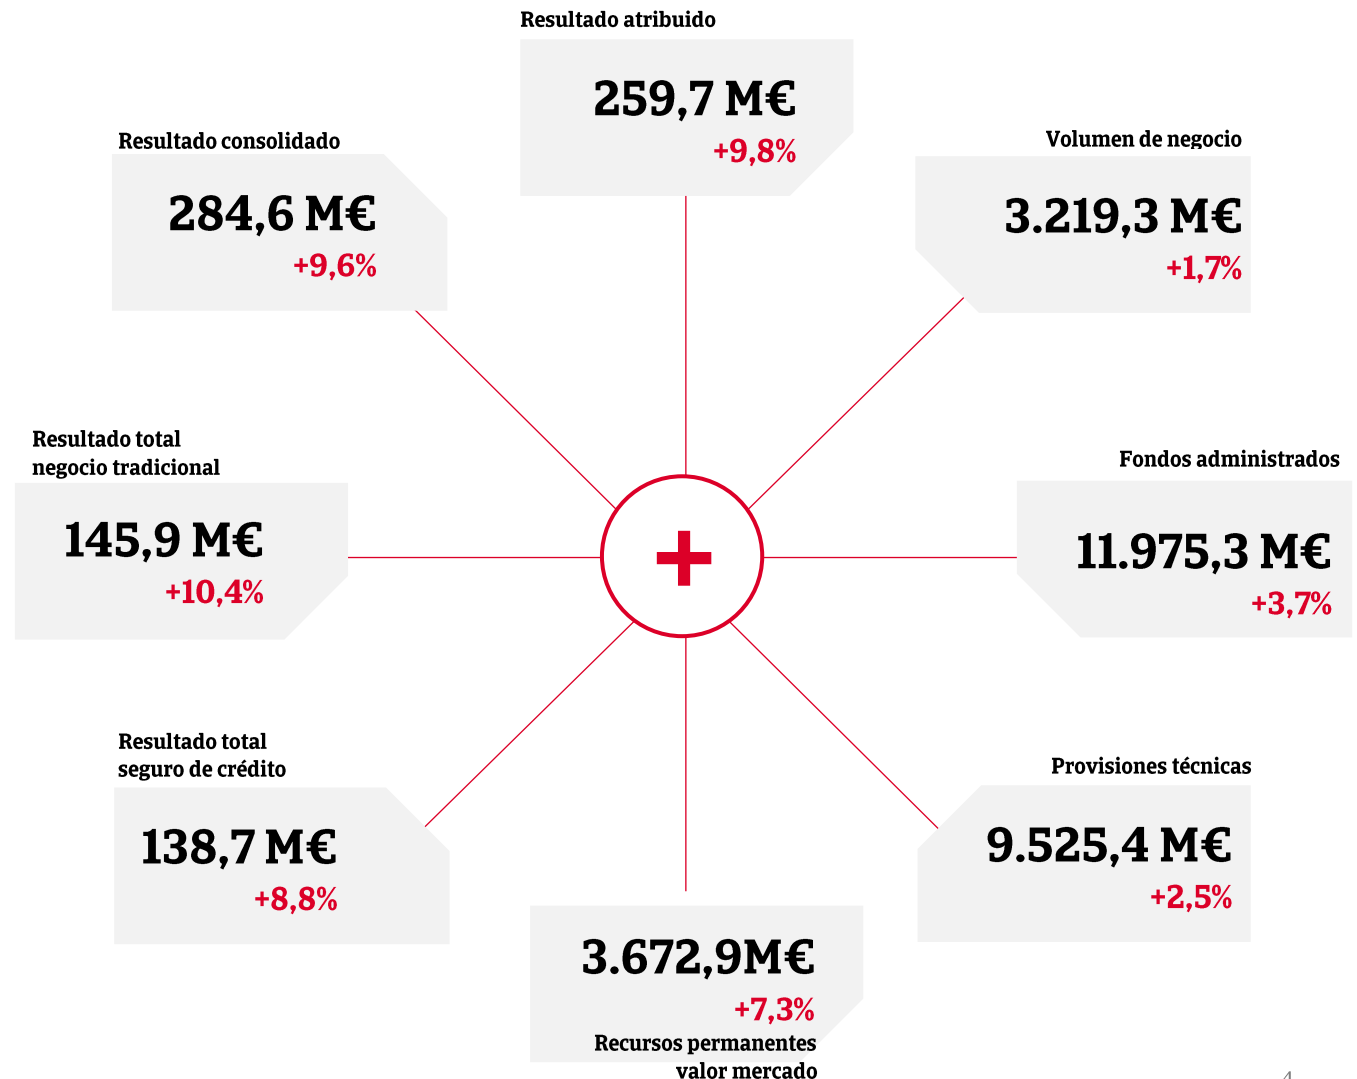 Resultado atribuido
259,7 M€
+9,8%
Resultado consolidado
284,6 M€
+9,6%
Volumen de negocio
3.219,3 M€
+1,7%
Resultado total
negocio tradicional
145,9 M€
+10,4%
Fondos administrados
11.975,3 M€
+3,7%
Resultado total
seguro de crédito
138,7 M€
+8,8%
Provisiones técnicas
9.525,4 M€
+2,5%
3.672,9M€
+7,3%
Recursos permanentes
valor mercado
4